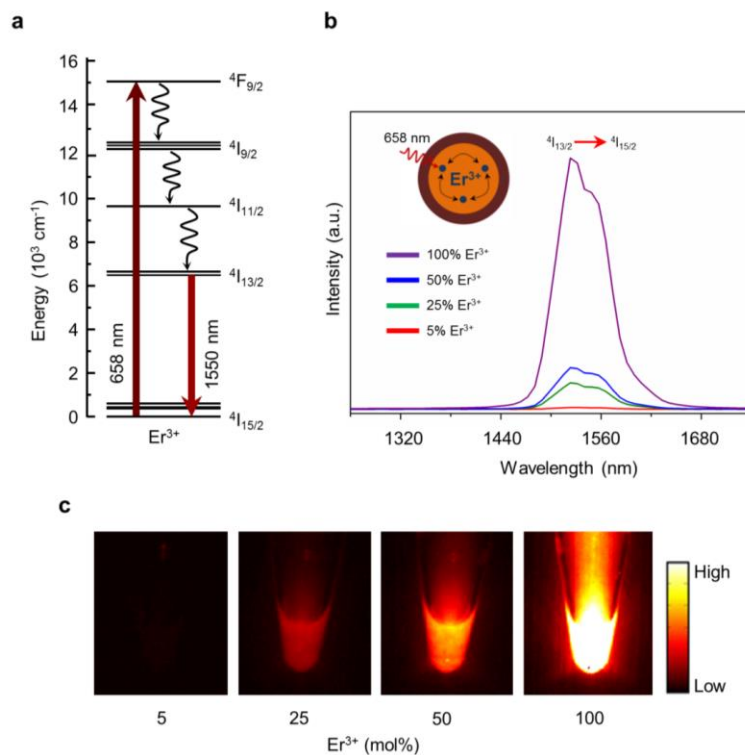 a
16
14
12
10
8
6
4
2
0
Energy (10³ cm⁻¹)
658 nm
1550 nm
⁴F₉/₂
⁴I₉/₂
⁴I₁₁/₂
⁴I₁₃/₂
⁴I₁₅/₂
Er³⁺
b
658 nm
Er³⁺
⁴I₁₃/₂ ⁴I₁₅/₂
100% Er³⁺
50% Er³⁺
25% Er³⁺
5% Er³⁺
Intensity (a.u.)
1320 1440 1560 1680
Wavelength (nm)
c
High
Low
5 25 50 100
Er³⁺ (mol%)